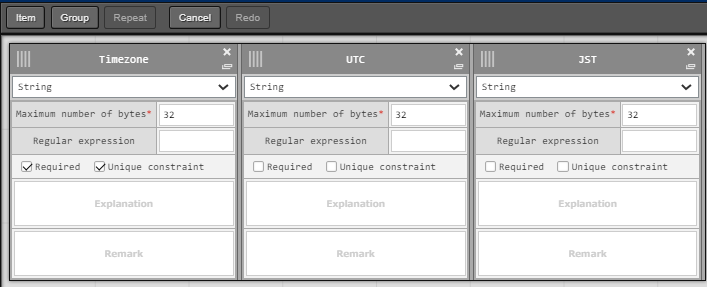 Item Group Repeat Cancel Redo
Timezone UTC JST
String String String
Maximum number of bytes* 32 Maximum number of bytes* 32 Maximum number of bytes* 32
Regular expression Regular expression Regular expression
Required Unique constraint Required Unique constraint Required Unique constraint
Explanation Explanation Explanation
Remark Remark Remark